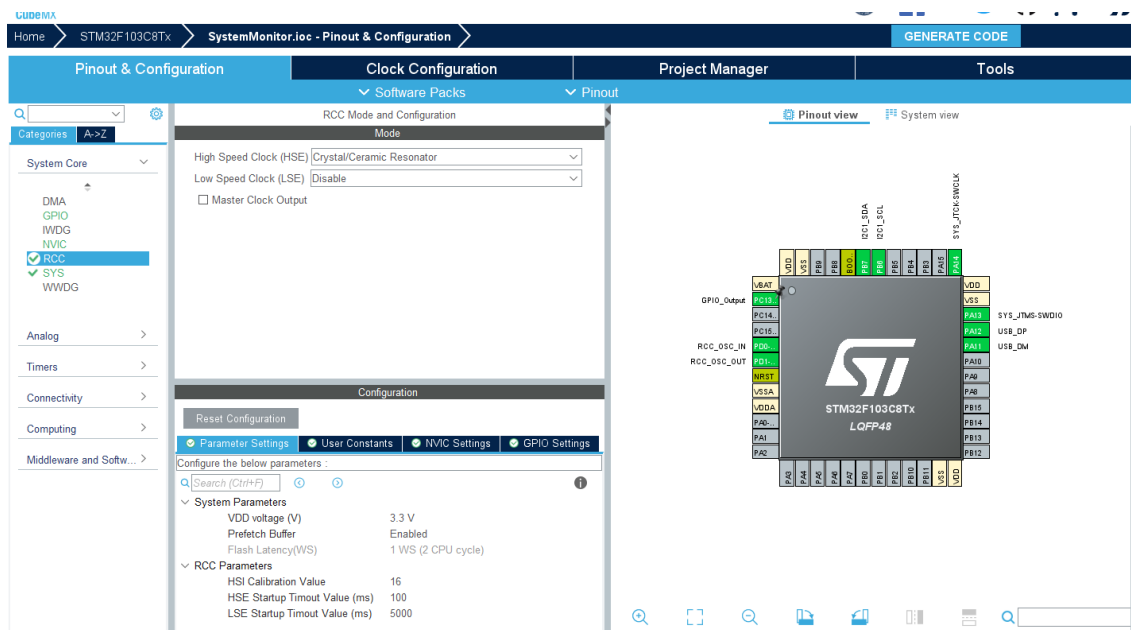 CubeMX
Home STM32F103C8Tx SystemMonitor.ioc - Pinout & Configuration GENERATE CODE
Pinout & Configuration Clock Configuration Project Manager Tools
Software Packs Pinout
Categories A->Z
System Core
DMA
GPIO
IWDG
NVIC
RCC
SYS
WWDG
Analog
Timers
Connectivity
Computing
Middleware and Softw...
RCC Mode and Configuration
Mode
High Speed Clock (HSE) Crystal/Ceramic Resonator
Low Speed Clock (LSE) Disable
Master Clock Output
Configuration
Reset Configuration
Parameter Settings User Constants NVIC Settings GPIO Settings
Configure the below parameters :
Search (Ctrl+F)
System Parameters
VDD voltage (V) 3.3 V
Prefetch Buffer Enabled
Flash Latency(WS) 1 WS (2 CPU cycle)
RCC Parameters
HSI Calibration Value 16
HSE Startup Timout Value (ms) 100
LSE Startup Timout Value (ms) 5000
Pinout view System view
I2C1_SDA
I2C1_SCL
SYS_JTCK-SWCLK
VDD VSS PB9 PB8 BOO.. PB7 PB6 PB5 PB4 PB3 PA15 PA14
VBAT
GPIO_Output PC13..
PC14..
PC15..
RCC_OSC_IN PD0-..
RCC_OSC_OUT PD1-..
NRST
VSSA
VDDA
PA0-..
PA1
PA2
VDD
VSS
PA13 SYS_JTMS-SWDIO
PA12 USB_DP
PA11 USB_DM
PA10
PA9
PA8
PB15
PB14
PB13
PB12
STM32F103C8Tx
LQFP48
PA3 PA4 PA5 PA6 PA7 PB0 PB1 PB2 PB10 PB11 VSS VDD